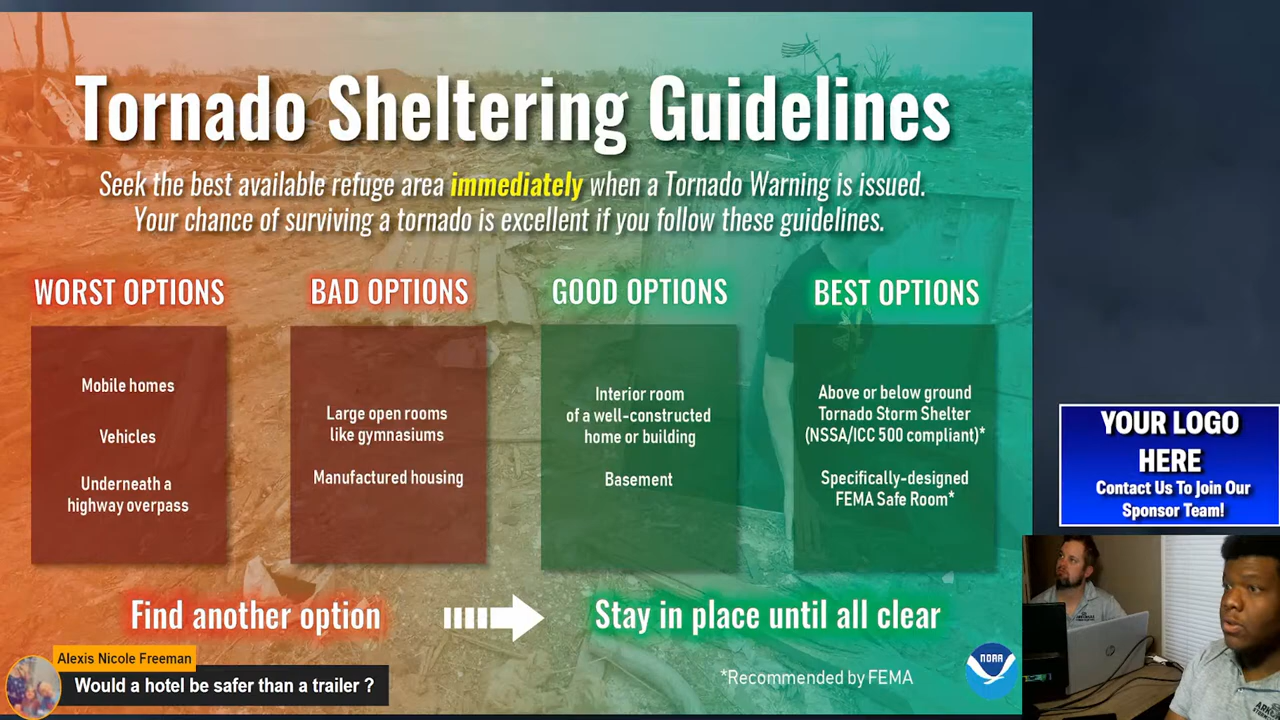 Tornado Sheltering Guidelines
Seek the best available refuge area immediately when a Tornado Warning is issued.
Your chance of surviving a tornado is excellent if you follow these guidelines.
WORST OPTIONS
Mobile homes
Vehicles
Underneath a
highway overpass
BAD OPTIONS
Large open rooms
like gymnasiums
Manufactured housing
GOOD OPTIONS
Interior room
of a well-constructed
home or building
Basement
BEST OPTIONS
Above or below ground
Tornado Storm Shelter
(NSSA/ICC 500 compliant)*
Specifically-designed
FEMA Safe Room*
Find another option
Stay in place until all clear
*Recommended by FEMA
NOAA
Alexis Nicole Freeman
Would a hotel be safer than a trailer ?
YOUR LOGO
HERE
Contact Us To Join Our
Sponsor Team!